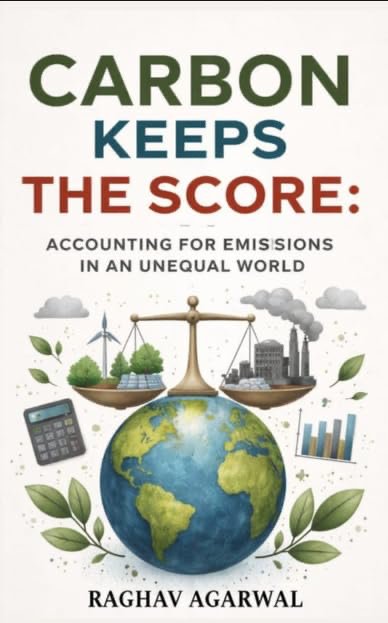 CARBON
KEEPS
THE SCORE:
ACCOUNTING FOR EMISSIONS
IN AN UNEQUAL WORLD
RAGHAV AGARWAL